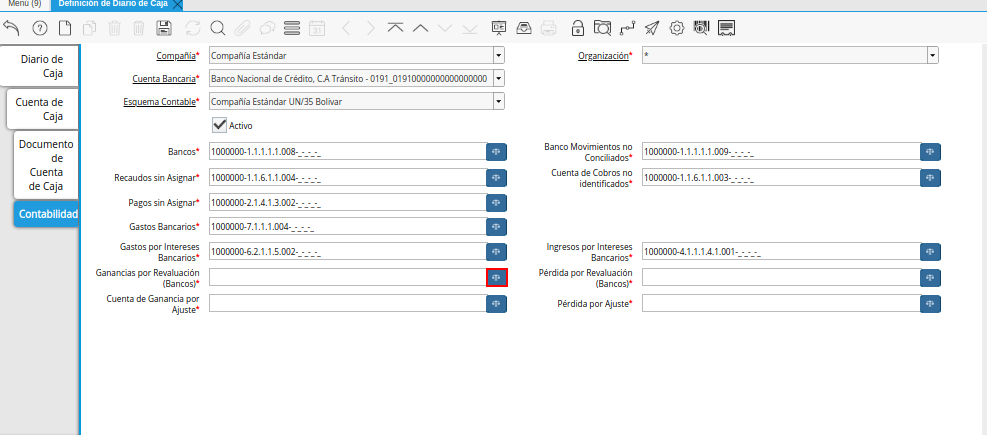 Menú (9)
Definición de Diario de Caja
31
Diario de
Caja
Cuenta de
Caja
Documento
de
Cuenta
de Caja
Contabilidad
Compañía*
Compañía Estándar
Organización*
*
Cuenta Bancaria*
Banco Nacional de Crédito, C.A Tránsito - 0191_01910000000000000000
Esquema Contable*
Compañía Estándar UN/35 Bolívar
Activo
Bancos*
1000000-1.1.1.1.1.008-_-_-_-_
Banco Movimientos no
Conciliados*
1000000-1.1.1.1.1.009-_-_-_-_
Recaudos sin Asignar*
1000000-1.1.6.1.1.004-_-_-_-_
Cuenta de Cobros no
identificados*
1000000-1.1.6.1.1.003-_-_-_-_
Pagos sin Asignar*
1000000-2.1.4.1.3.002-_-_-_-_
Gastos Bancarios*
1000000-7.1.1.1.004-_-_-_-_
Gastos por Intereses
Bancarios*
1000000-6.2.1.1.5.002-_-_-_-_
Ingresos por Intereses
Bancarios*
1000000-4.1.1.1.4.1.001-_-_-_-_
Ganancias por Revaluación
(Bancos)*
Pérdida por Revaluación
(Bancos)*
Cuenta de Ganancia por
Ajuste*
Pérdida por Ajuste*